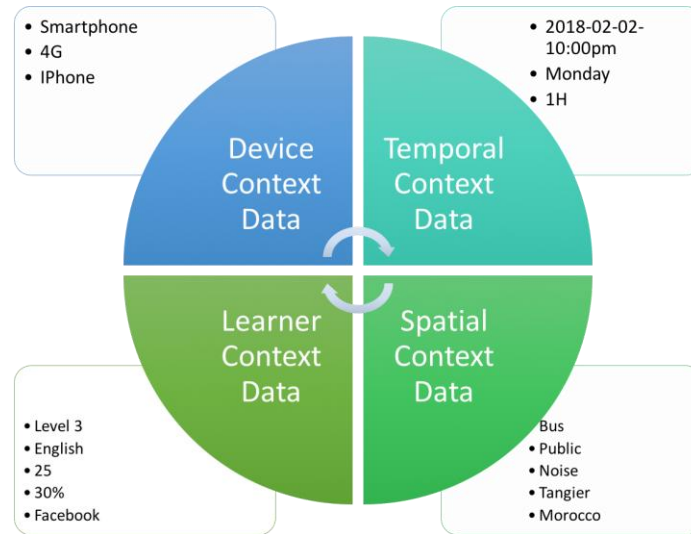 • Smartphone
• 4G
• IPhone
• 2018-02-02-
10:00pm
• Monday
• 1H
Device
Context
Data
Temporal
Context
Data
Learner
Context
Data
Spatial
Context
Data
• Level 3
• English
• 25
• 30%
• Facebook
Bus
• Public
• Noise
• Tangier
• Morocco